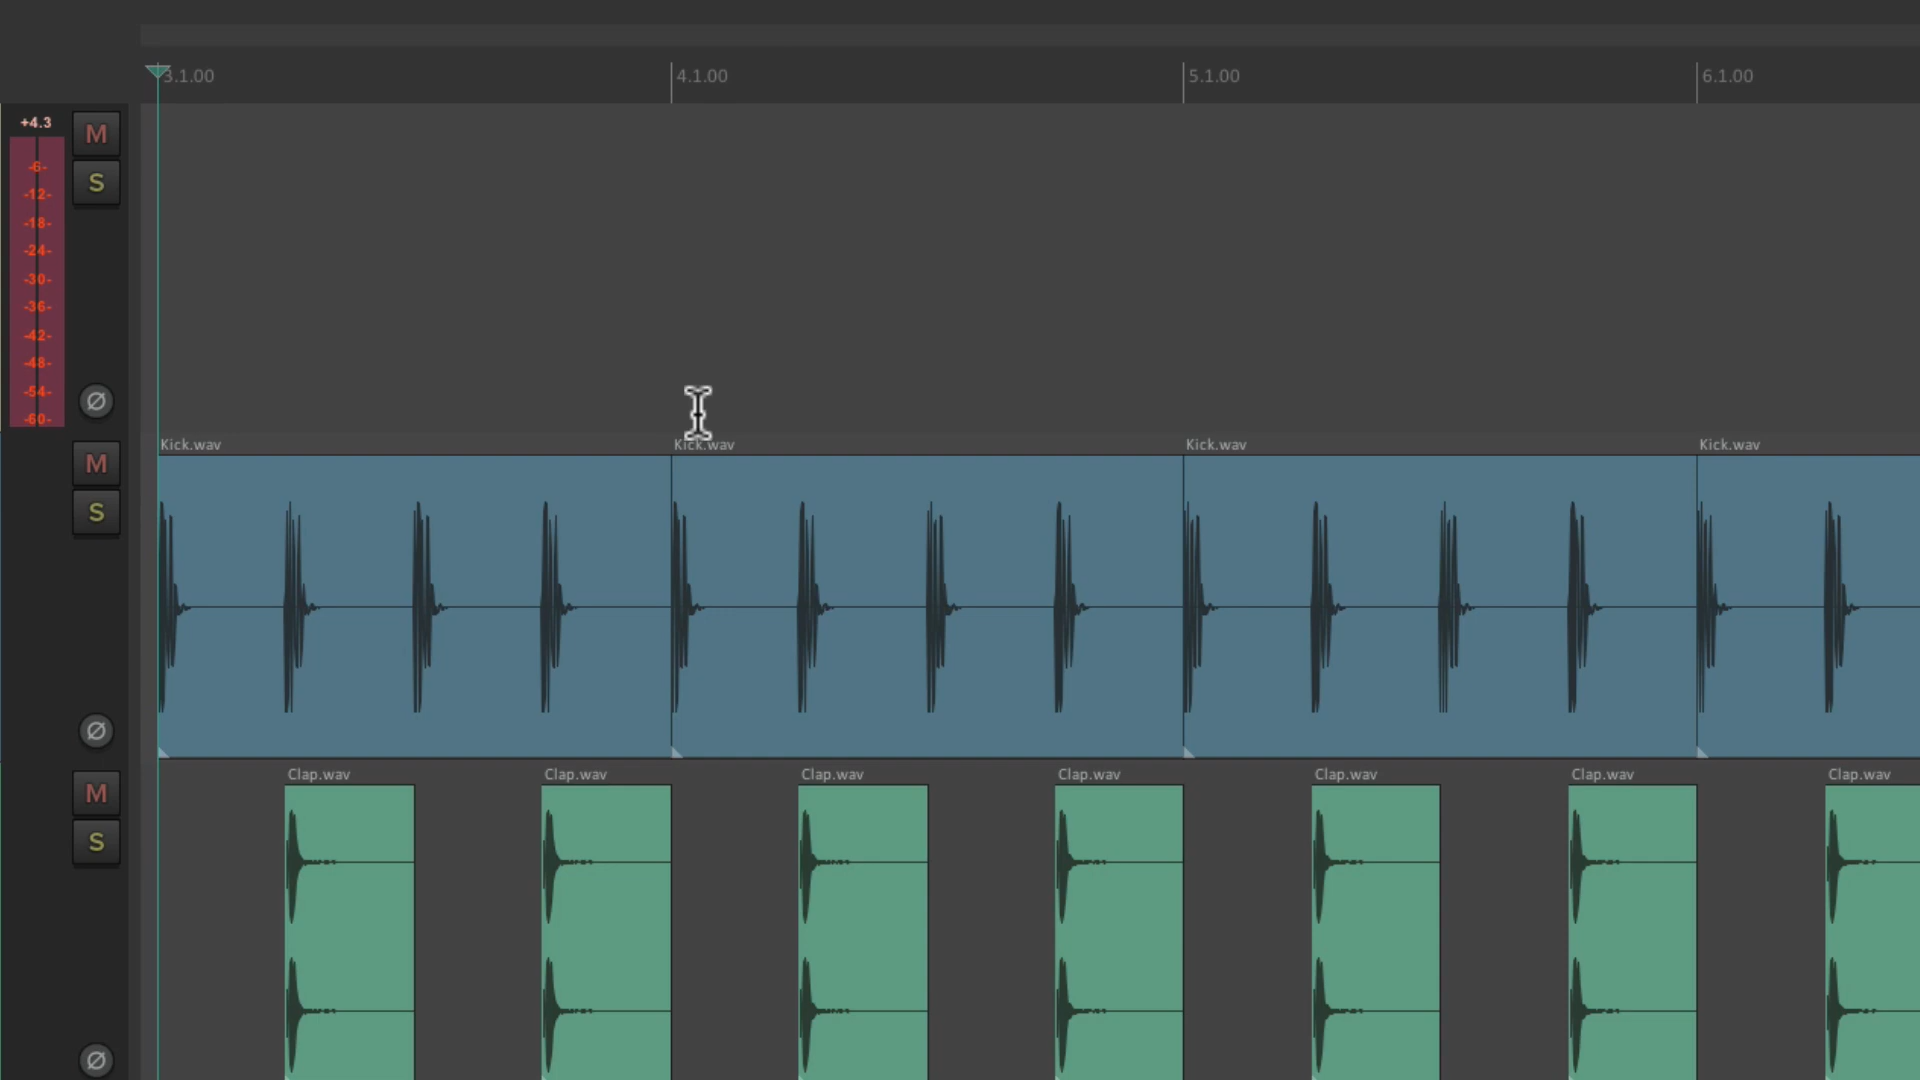 3.1.00 4.1.00 5.1.00 6.1.00
+4.3
M
S
-6-
-12-
-18-
-24-
-30-
-36-
-42-
-48-
-54-
-60-
Ø
Kick.wav Kick.wav Kick.wav Kick.wav
M
S
Ø
Clap.wav Clap.wav Clap.wav Clap.wav Clap.wav Clap.wav Clap.wav
M
S
Ø